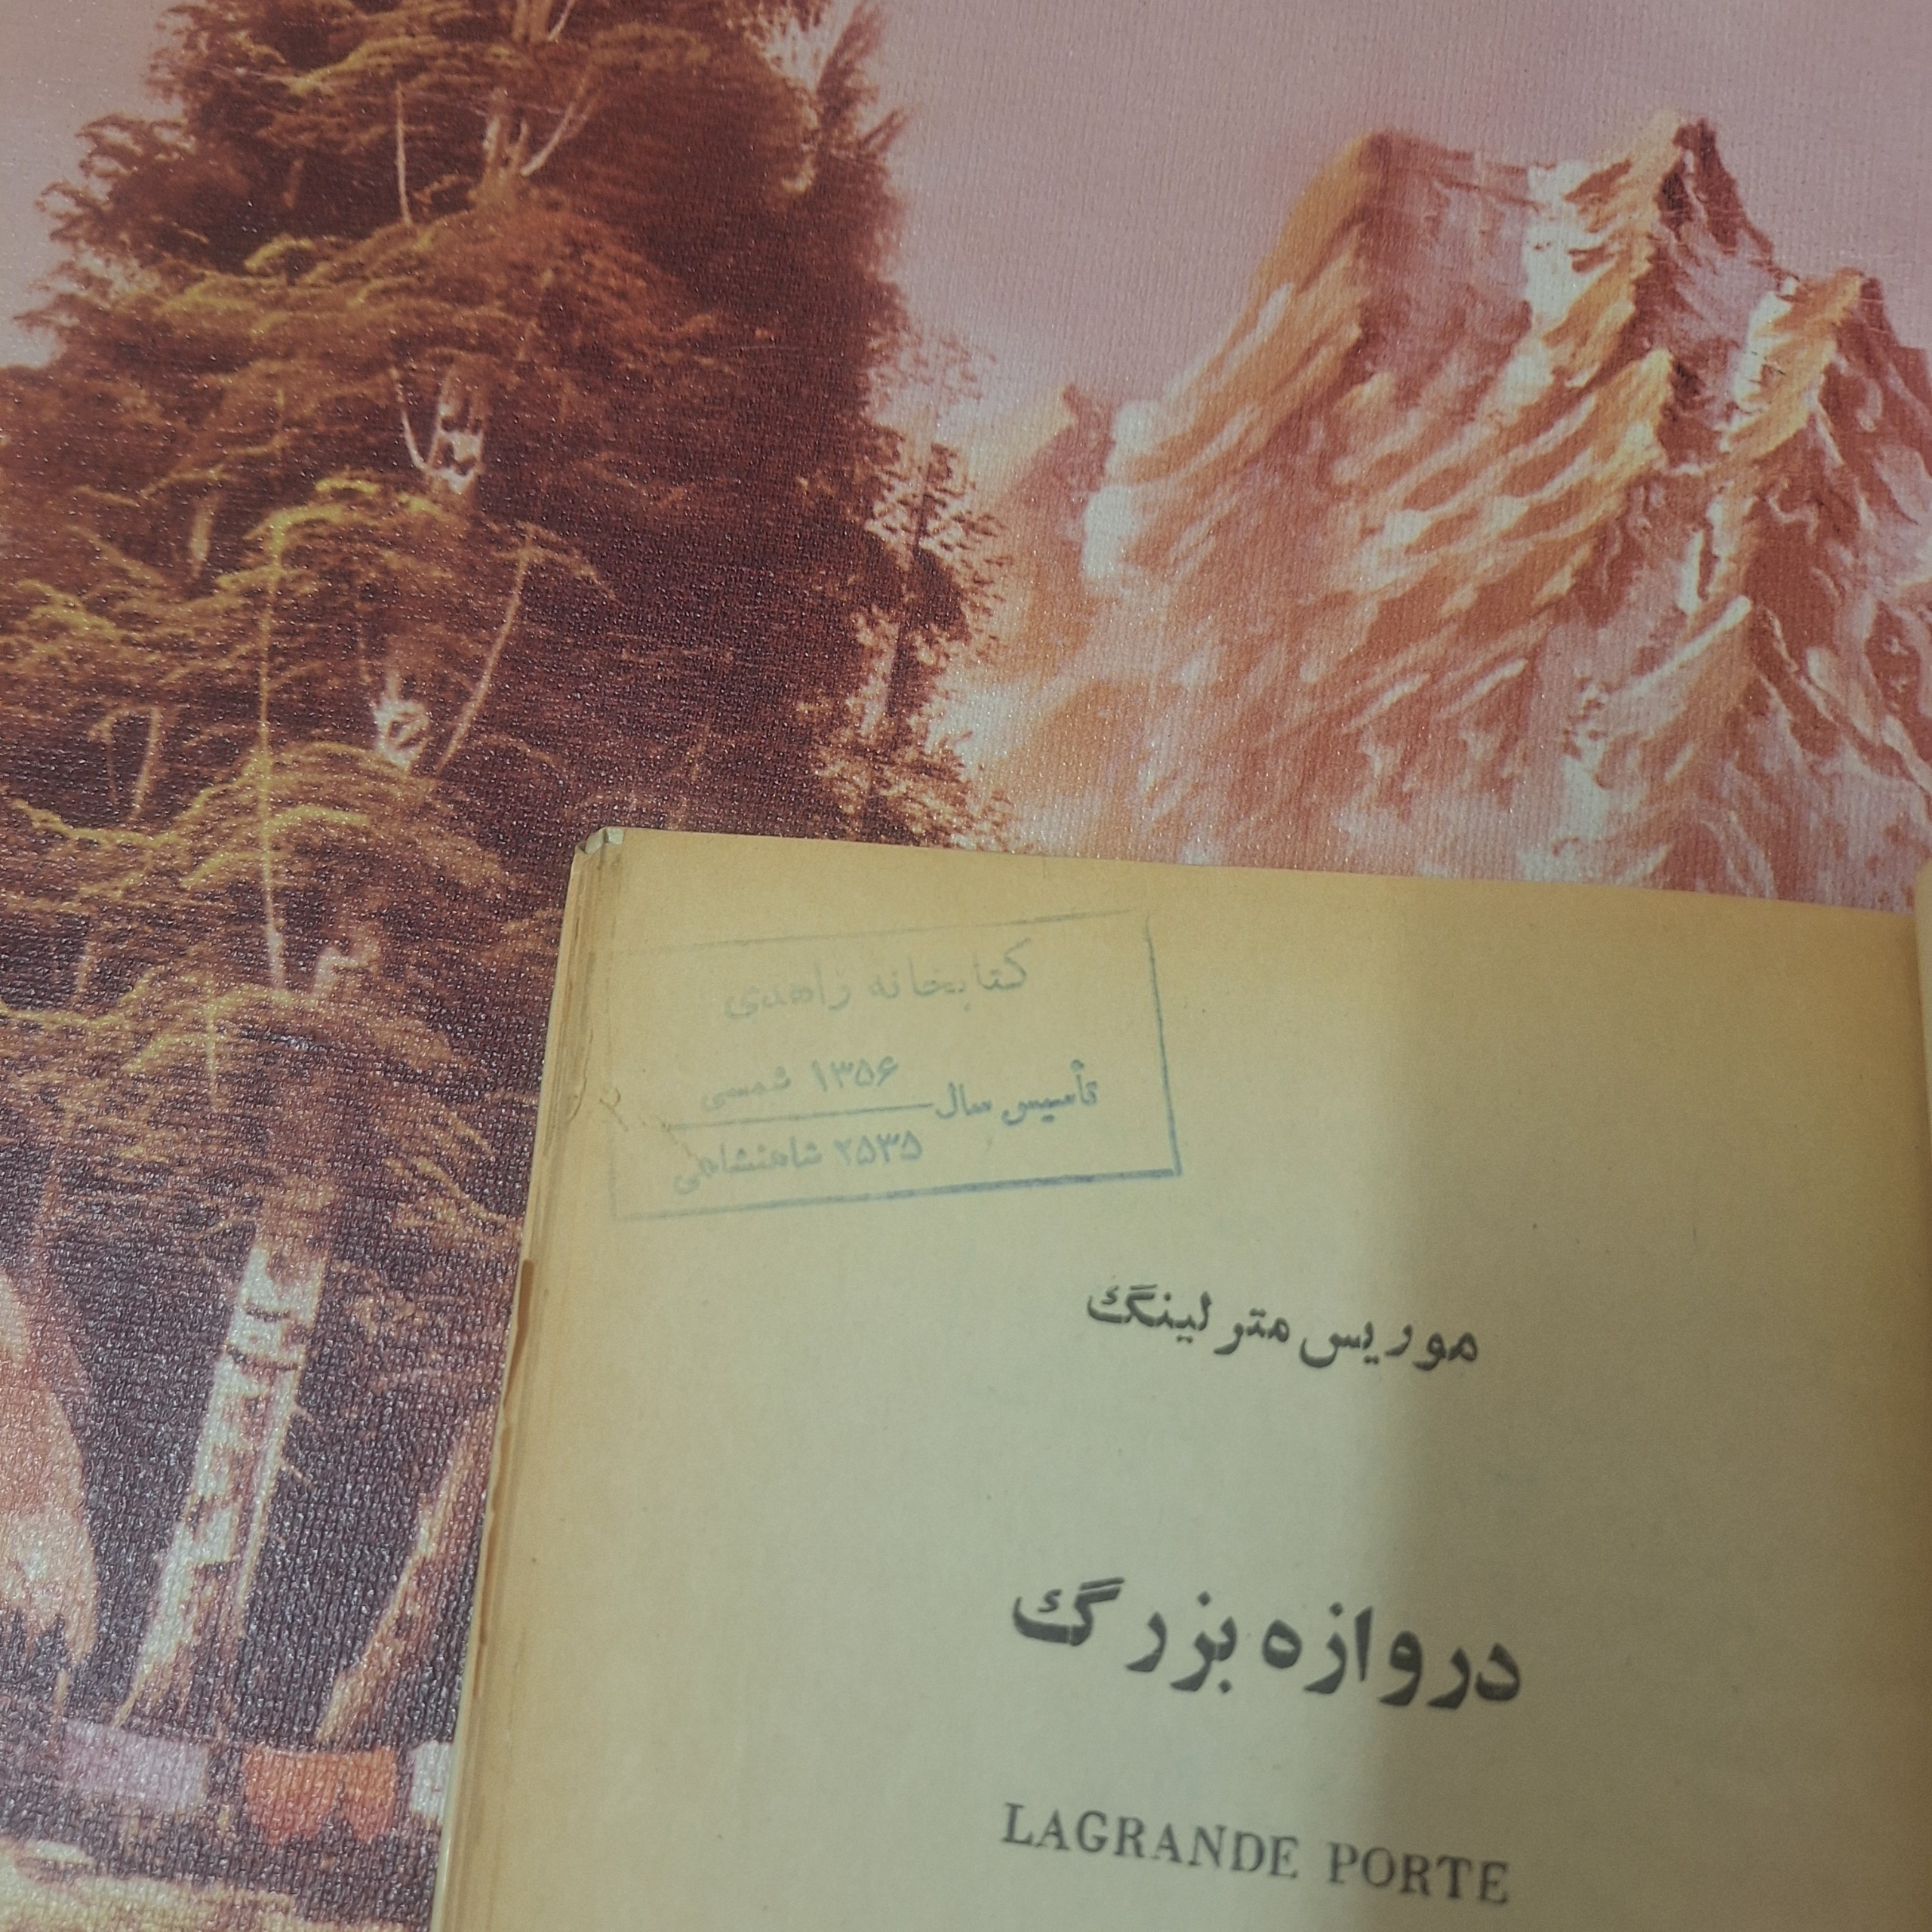 کتابخانه زاهدی
تأسیس سال ۱۳۵۶ شمسی
۲۵۳۵ شاهنشاهی
موریس مترلینگ
دروازه بزرگ
LAGRANDE PORTE